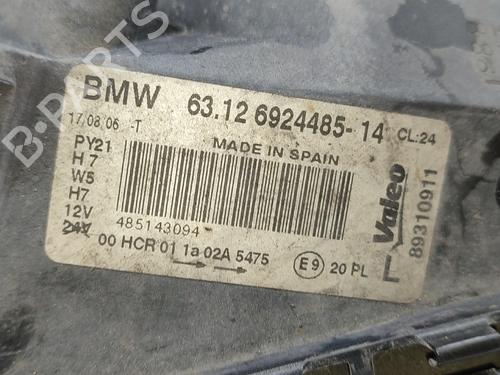 BMW 63.12 6924485-14 CL:24
17.08.06 -T
MADE IN SPAIN
PY21
H7
W5
H7
12V
24V
485143094
00 HCR 01 1a 02A 5475
E9 20 PL
Valeo
89310911
L